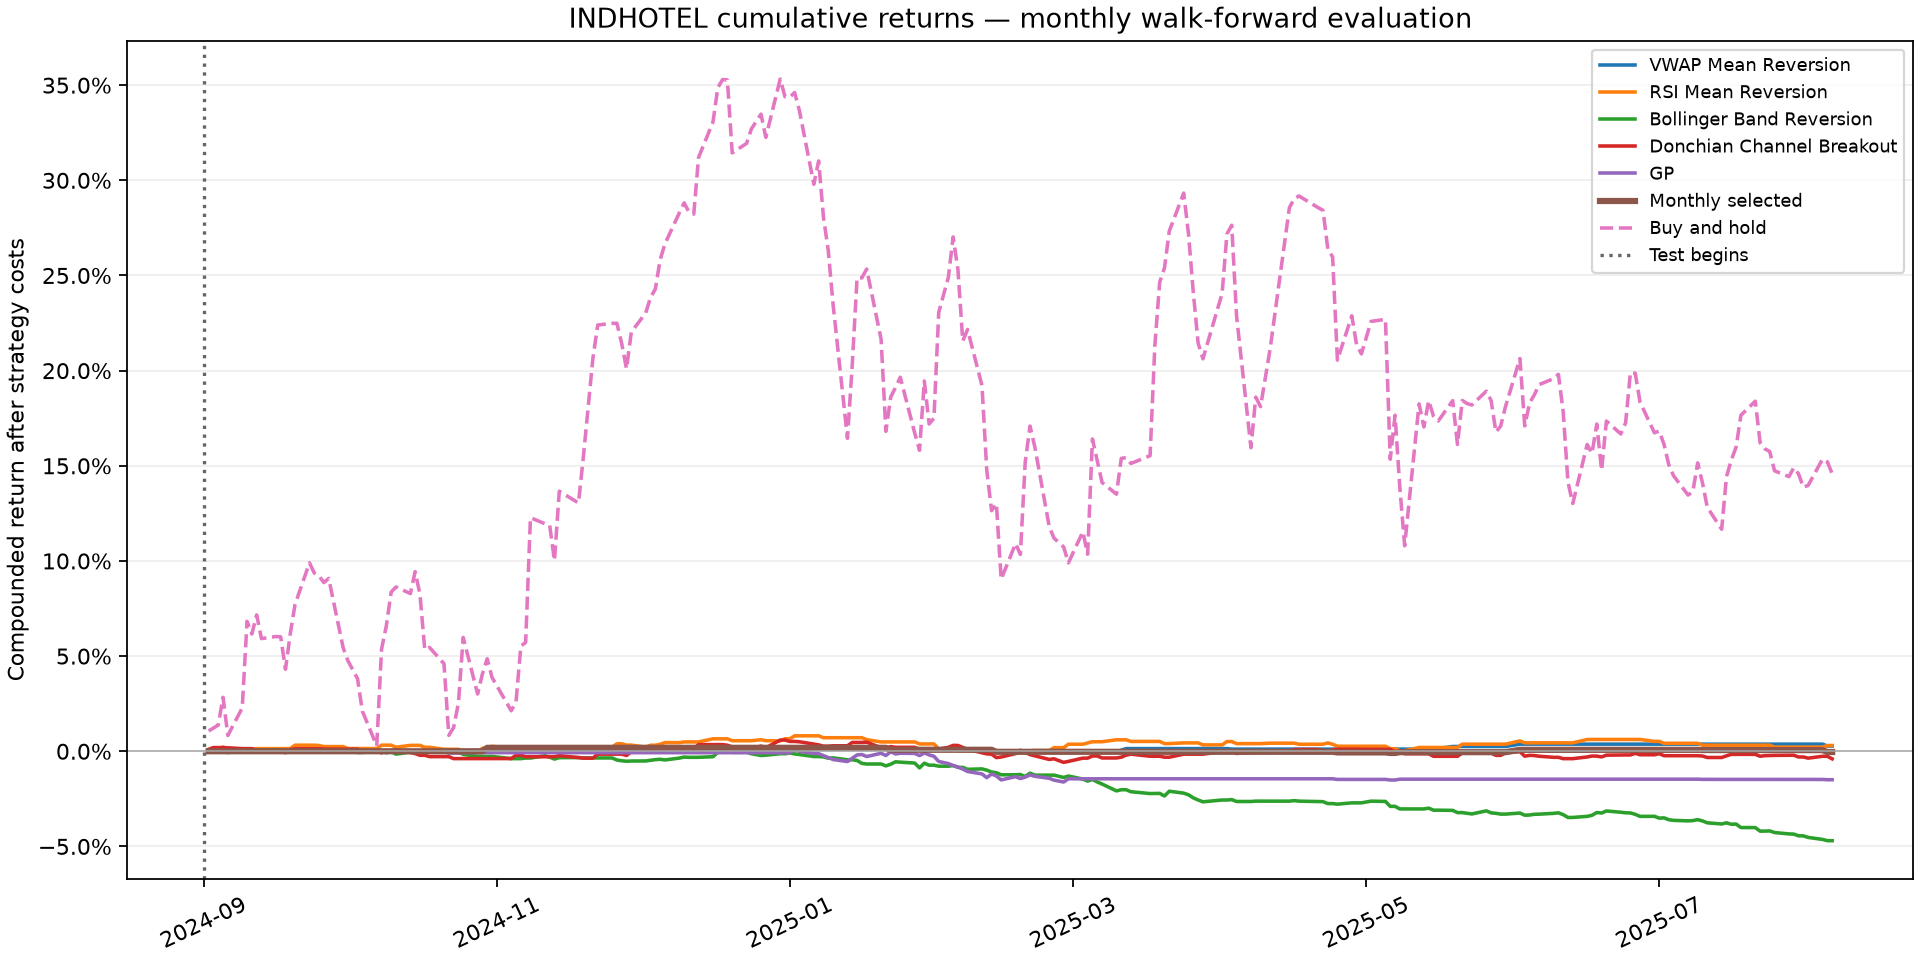 INDHOTEL cumulative returns — monthly walk-forward evaluation
Compounded return after strategy costs
35.0%
30.0%
25.0%
20.0%
15.0%
10.0%
5.0%
0.0%
−5.0%
VWAP Mean Reversion
RSI Mean Reversion
Bollinger Band Reversion
Donchian Channel Breakout
GP
Monthly selected
Buy and hold
Test begins
2024-09
2024-11
2025-01
2025-03
2025-05
2025-07